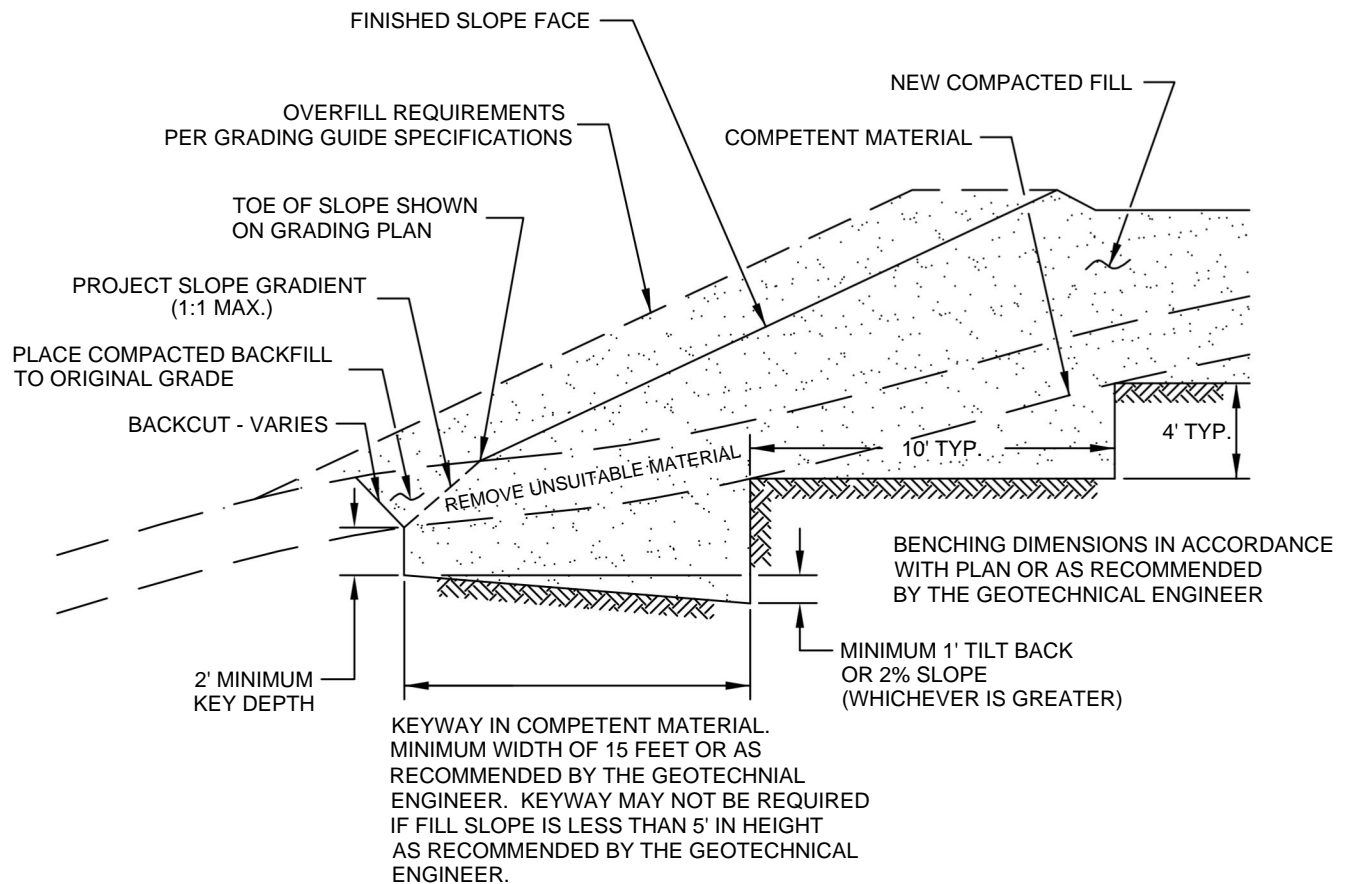 FINISHED SLOPE FACE
NEW COMPACTED FILL
OVERFILL REQUIREMENTS
PER GRADING GUIDE SPECIFICATIONS
COMPETENT MATERIAL
TOE OF SLOPE SHOWN
ON GRADING PLAN
PROJECT SLOPE GRADIENT
(1:1 MAX.)
PLACE COMPACTED BACKFILL
TO ORIGINAL GRADE
BACKCUT - VARIES
REMOVE UNSUITABLE MATERIAL
10' TYP.
4' TYP.
BENCHING DIMENSIONS IN ACCORDANCE
WITH PLAN OR AS RECOMMENDED
BY THE GEOTECHNICAL ENGINEER
2' MINIMUM
KEY DEPTH
MINIMUM 1' TILT BACK
OR 2% SLOPE
(WHICHEVER IS GREATER)
KEYWAY IN COMPETENT MATERIAL.
MINIMUM WIDTH OF 15 FEET OR AS
RECOMMENDED BY THE GEOTECHNIAL
ENGINEER. KEYWAY MAY NOT BE REQUIRED
IF FILL SLOPE IS LESS THAN 5' IN HEIGHT
AS RECOMMENDED BY THE GEOTECHNICAL
ENGINEER.